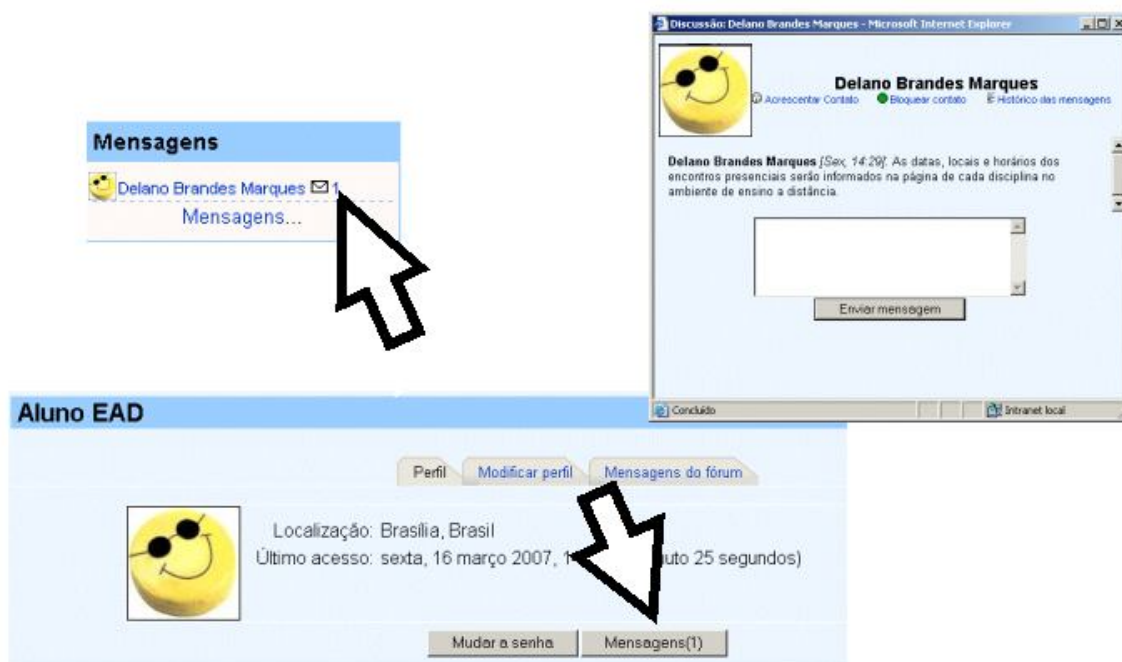 Discussão: Delano Brandes Marques - Microsoft Internet Explorer
Delano Brandes Marques
Acrescentar Contato Bloquear contato Histórico das mensagens
Delano Brandes Marques [Sex, 14:29]. As datas, locais e horários dos
encontros presenciais serão informados na página de cada disciplina no
ambiente de ensino a distância.
Enviar mensagem
Concluído Intranet local
Mensagens
Delano Brandes Marques 1
Mensagens...
Aluno EAD
Perfil Modificar perfil Mensagens do fórum
Localização: Brasília, Brasil
Último acesso: sexta, 16 março 2007, 25 segundos)
Mudar a senha Mensagens(1)